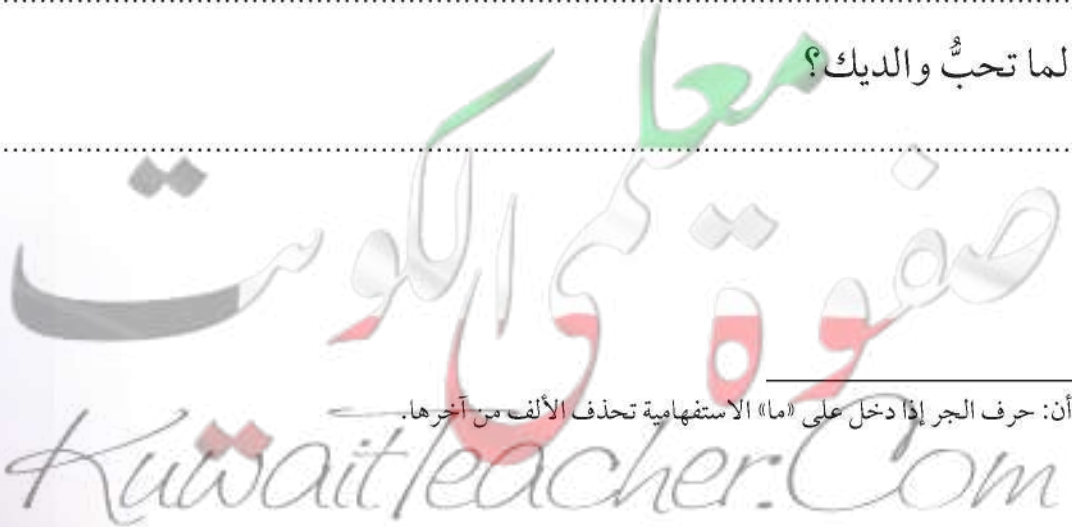 لما تحبُّ والديك؟
صفوة معلمى الكويت
أن: حرف الجر إذا دخل على «ما» الاستفهامية تحذف الألف من آخرها.
KuwaitTeacher.Com